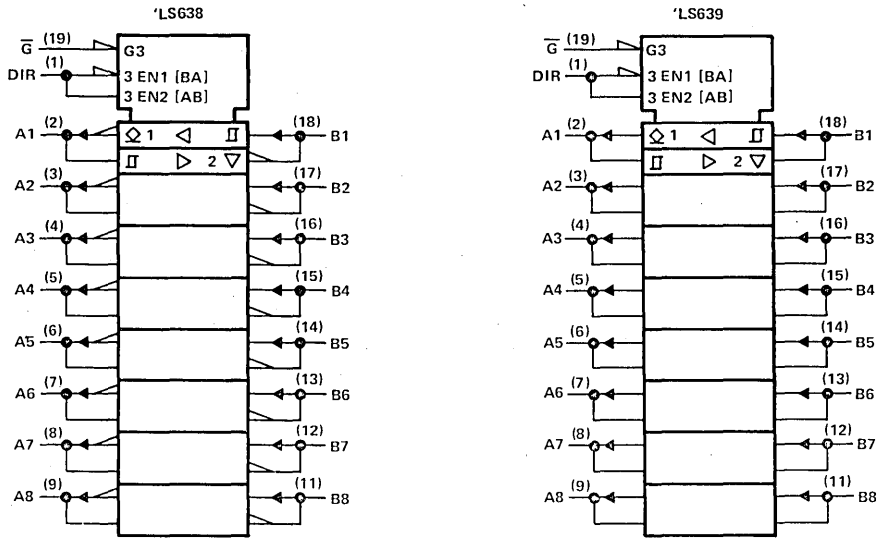 'LS638
G̅ (19) G3
DIR (1) 3 EN1 [BA]
3 EN2 [AB]
A1 (2) 1 (18) B1
2
A2 (3) (17) B2
A3 (4) (16) B3
A4 (5) (15) B4
A5 (6) (14) B5
A6 (7) (13) B6
A7 (8) (12) B7
A8 (9) (11) B8
'LS639
G̅ (19) G3
DIR (1) 3 EN1 [BA]
3 EN2 [AB]
A1 (2) 1 (18) B1
2
A2 (3) (17) B2
A3 (4) (16) B3
A4 (5) (15) B4
A5 (6) (14) B5
A6 (7) (13) B6
A7 (8) (12) B7
A8 (9) (11) B8